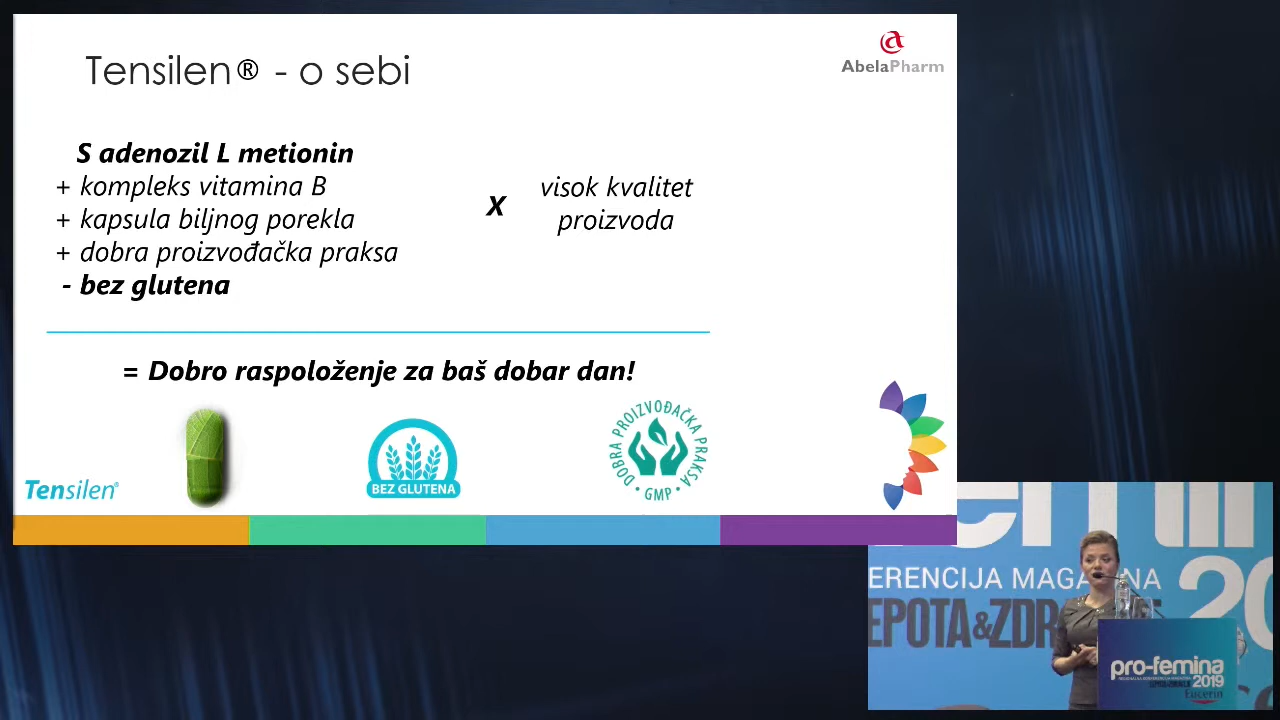 Tensilen® - o sebi
AbelaPharm
S adenozil L metionin
+ kompleks vitamina B
+ kapsula biljnog porekla
+ dobra proizvođačka praksa
- bez glutena
X
visok kvalitet
proizvoda
= Dobro raspoloženje za baš dobar dan!
Tensilen®
BEZ GLUTENA
DOBRA PROIZVOĐAČKA PRAKSA
• GMP •
ERENCIJA MAGA NA
20
EPOTA&ZDR
pro-femina
2019
Eucerin